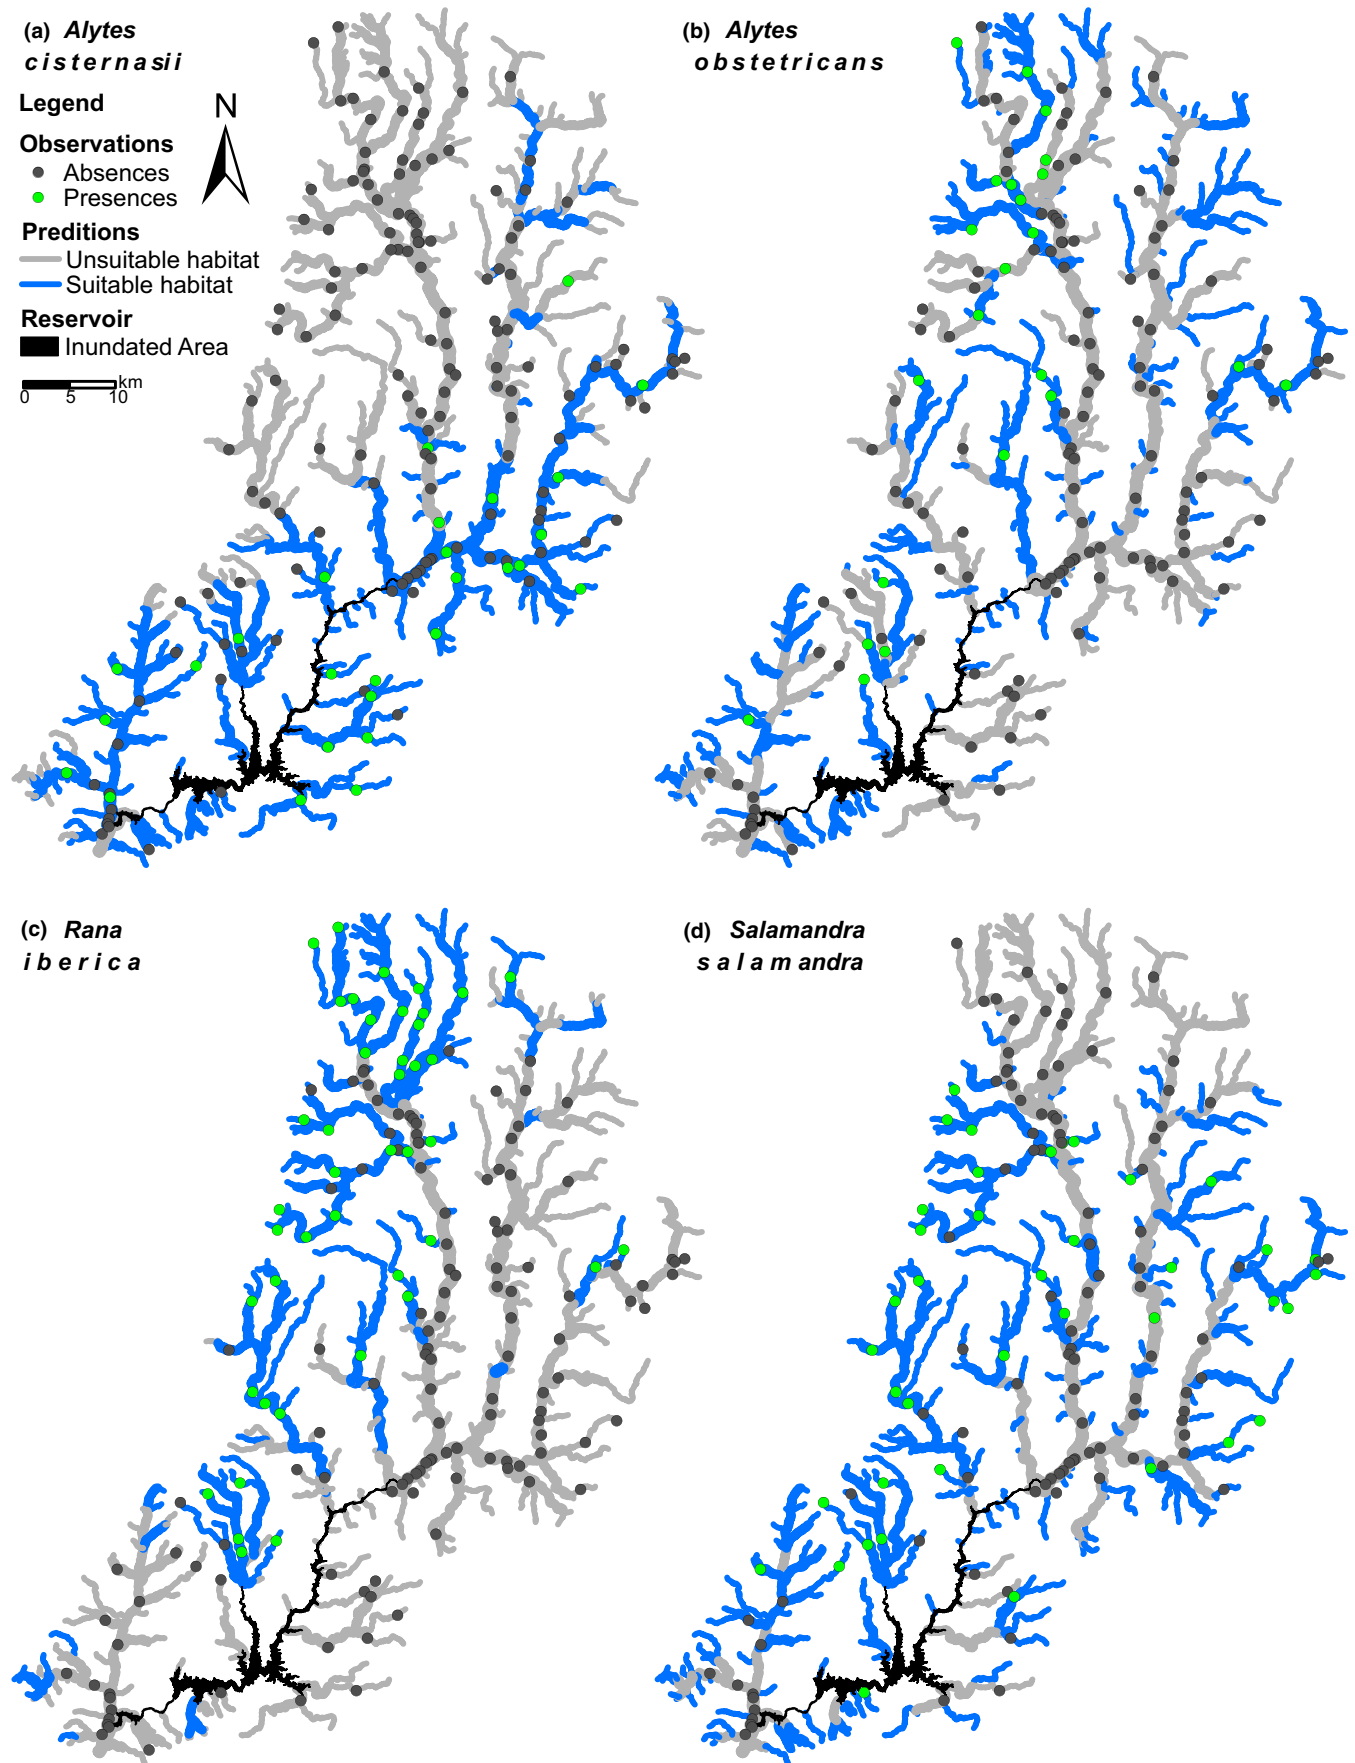 (a) Alytes
cisternasii
Legend
N
Observations
Absences
Presences
Preditions
Unsuitable habitat
Suitable habitat
Reservoir
Inundated Area
km
0 5 10
(b) Alytes
obstetricans
(c) Rana
iberica
(d) Salamandra
salamandra